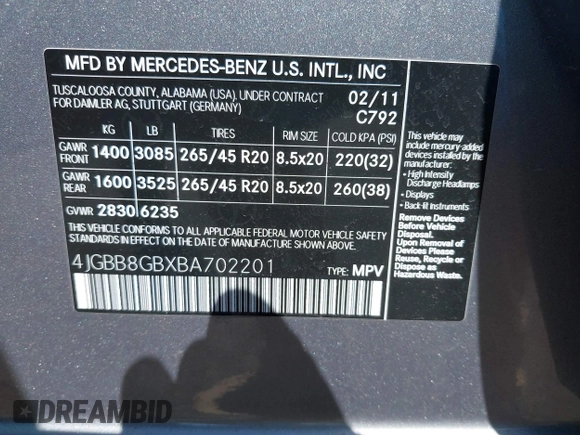 MFD BY MERCEDES-BENZ U.S. INTL., INC
TUSCALOOSA COUNTY, ALABAMA (USA). UNDER CONTRACT
FOR DAIMLER AG, STUTTGART (GERMANY)
02/11
C792
KG LB TIRES RIM SIZE COLD KPA (PSI)
GAWR FRONT 1400 3085 265/45 R20 8.5x20 220(32)
GAWR REAR 1600 3525 265/45 R20 8.5x20 260(38)
GVWR 2830 6235
THIS VEHICLE CONFORMS TO ALL APPLICABLE FEDERAL MOTOR VEHICLE SAFETY
STANDARDS IN EFFECT ON THE DATE OF MANUFACTURE SHOWN ABOVE.
4JGBB8GBXBA702201
TYPE: MPV
This vehicle may
include mercury-added
devices installed by
the manufacturer:
• High Intensity
Discharge Headlamps
• Displays
• Back-lit Instruments
Remove Devices
Before Vehicle
Disposal.
Upon Removal of
Devices Please
Reuse,
Recycle or Dispose
as Hazardous Waste.
DREAMBID